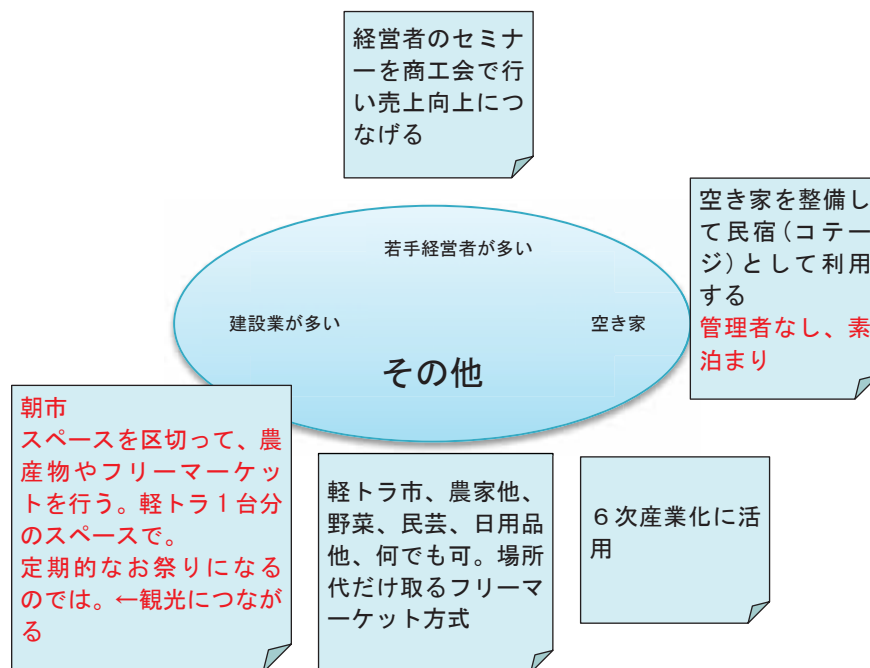 経営者のセミナ
ーを商工会で行
い売上向上につ
なげる
空き家を整備し
て民宿(コテー
ジ)として利用
する
管理者なし、素
泊まり
若手経営者が多い
建設業が多い
空き家
その他
朝市
スペースを区切って、農
産物やフリーマーケッ
トを行う。軽トラ1台分
のスペースで。
定期的なお祭りになる
のでは。←観光につながる
軽トラ市、農家他、
野菜、民芸、日用品
他、何でも可。場所
代だけ取るフリーマ
ーケット方式
6次産業化に活
用